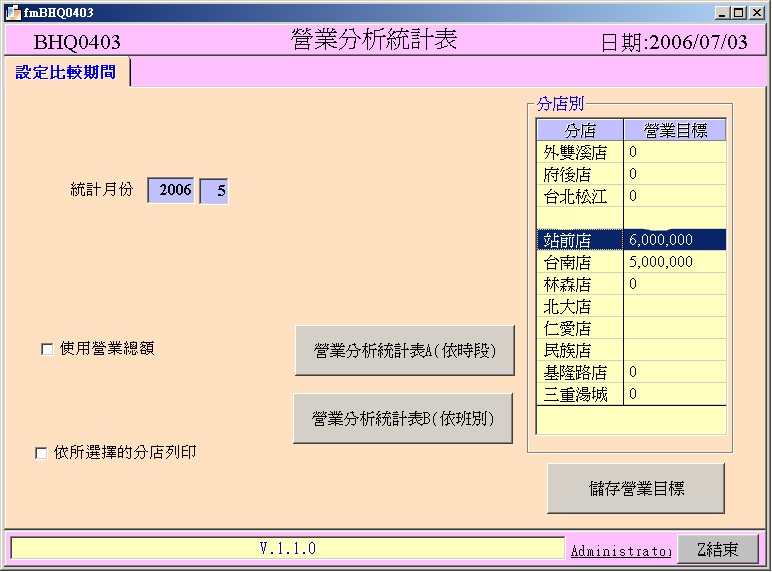 fmBHQ0403
BHQ0403 營業分析統計表 日期:2006/07/03
設定比較期間
分店別
分店 營業目標
外雙溪店 0
府後店 0
台北松江 0
站前店 6,000,000
台南店 5,000,000
林森店 0
北大店
仁愛店
民族店
基隆路店 0
三重湯城 0
統計月份 2006 5
使用營業總額
營業分析統計表A(依時段)
營業分析統計表B(依班別)
依所選擇的分店列印
儲存營業目標
V.1.1.0 Administrator Z結束